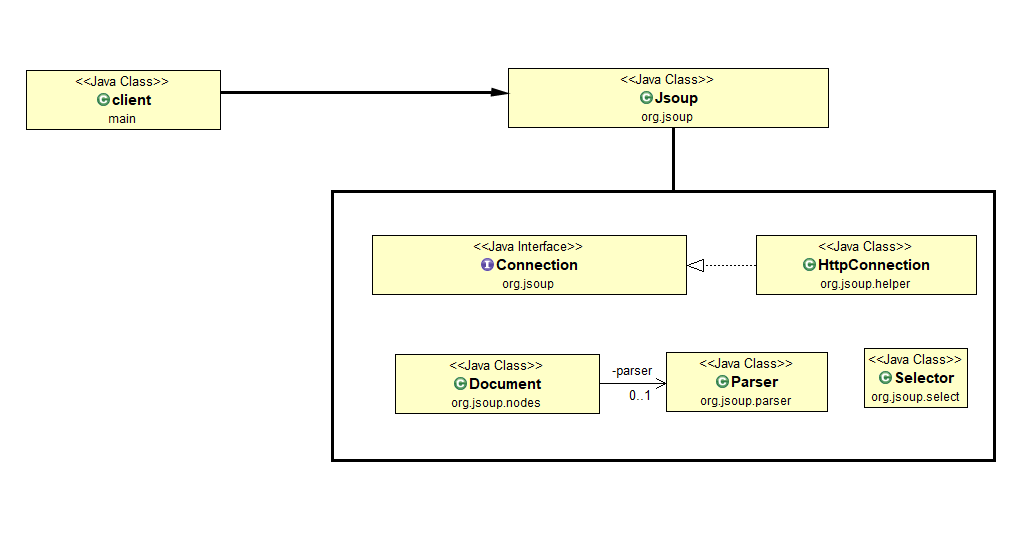 <<Java Class>>
client
main
<<Java Class>>
Jsoup
org.jsoup
<<Java Interface>>
I Connection
org.jsoup
<<Java Class>>
HttpConnection
org.jsoup.helper
<<Java Class>>
Document
org.jsoup.nodes
-parser
0..1
<<Java Class>>
Parser
org.jsoup.parser
<<Java Class>>
Selector
org.jsoup.select